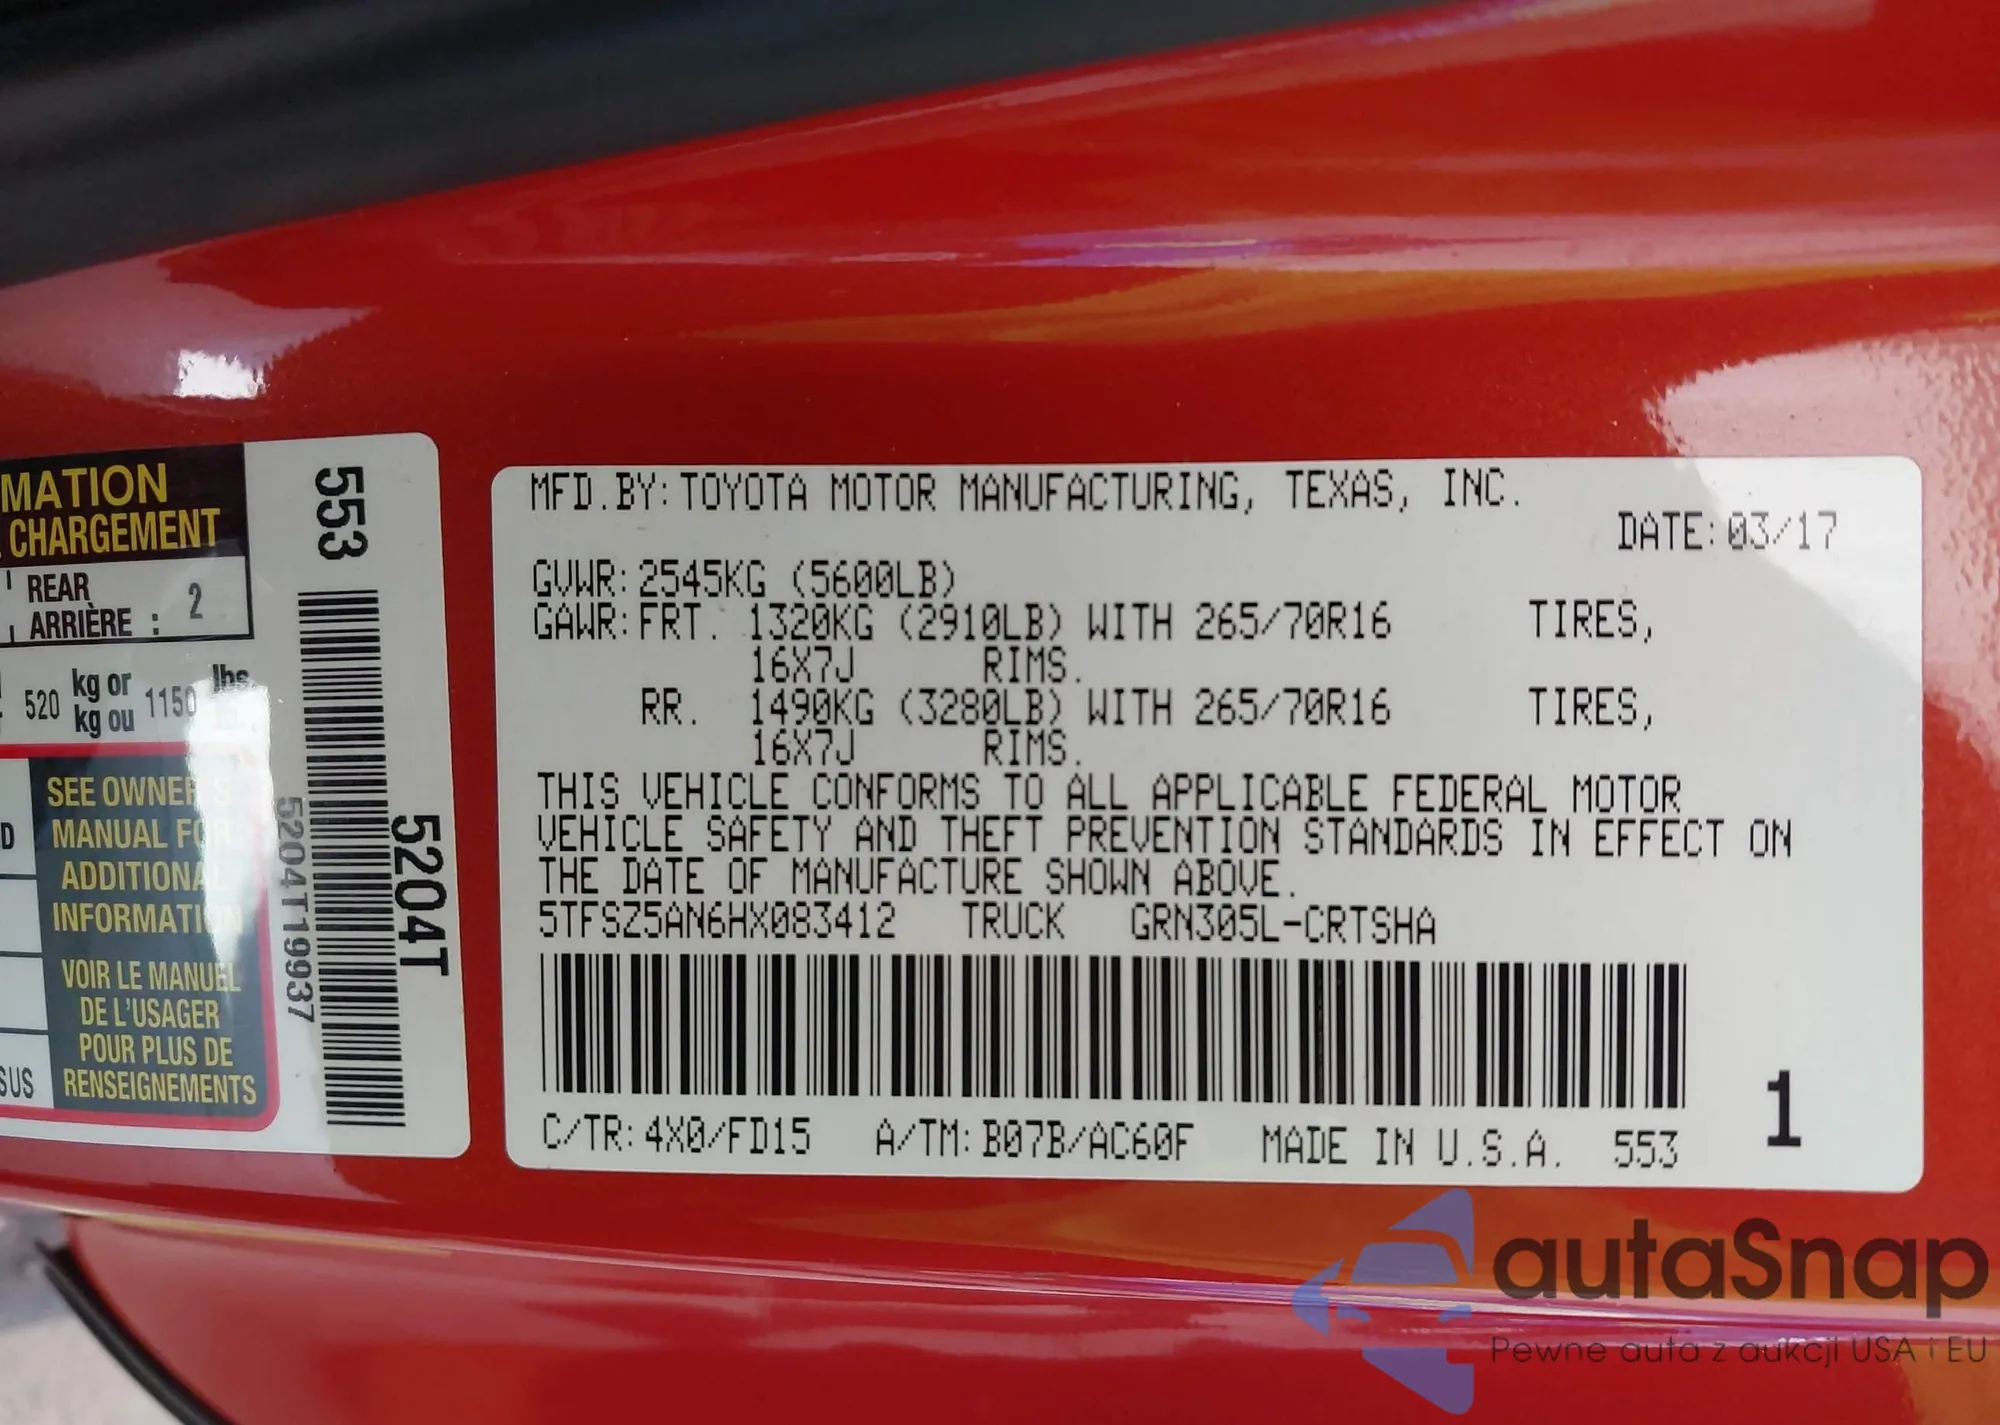 MATION
CHARGEMENT
REAR
ARRIÈRE : 2
520 kg or 1150 lbs
kg ou
SEE OWNER'S
MANUAL FOR
ADDITIONAL
INFORMATION
VOIR LE MANUEL
DE L'USAGER
POUR PLUS DE
RENSEIGNEMENTS
D
SUS
553
5204T19937
5204T
MFD.BY:TOYOTA MOTOR MANUFACTURING, TEXAS, INC.
DATE:03/17
GVWR:2545KG (5600LB)
GAWR:FRT. 1320KG (2910LB) WITH 265/70R16 TIRES,
16X7J RIMS.
RR. 1490KG (3280LB) WITH 265/70R16 TIRES,
16X7J RIMS.
THIS VEHICLE CONFORMS TO ALL APPLICABLE FEDERAL MOTOR
VEHICLE SAFETY AND THEFT PREVENTION STANDARDS IN EFFECT ON
THE DATE OF MANUFACTURE SHOWN ABOVE.
5TFSZ5AN6HX083412 TRUCK GRN305L-CRTSHA
C/TR:4X0/FD15 A/TM:B07B/AC60F MADE IN U.S.A. 553
1
autaSnap
Pewne auta z aukcji USA i EU